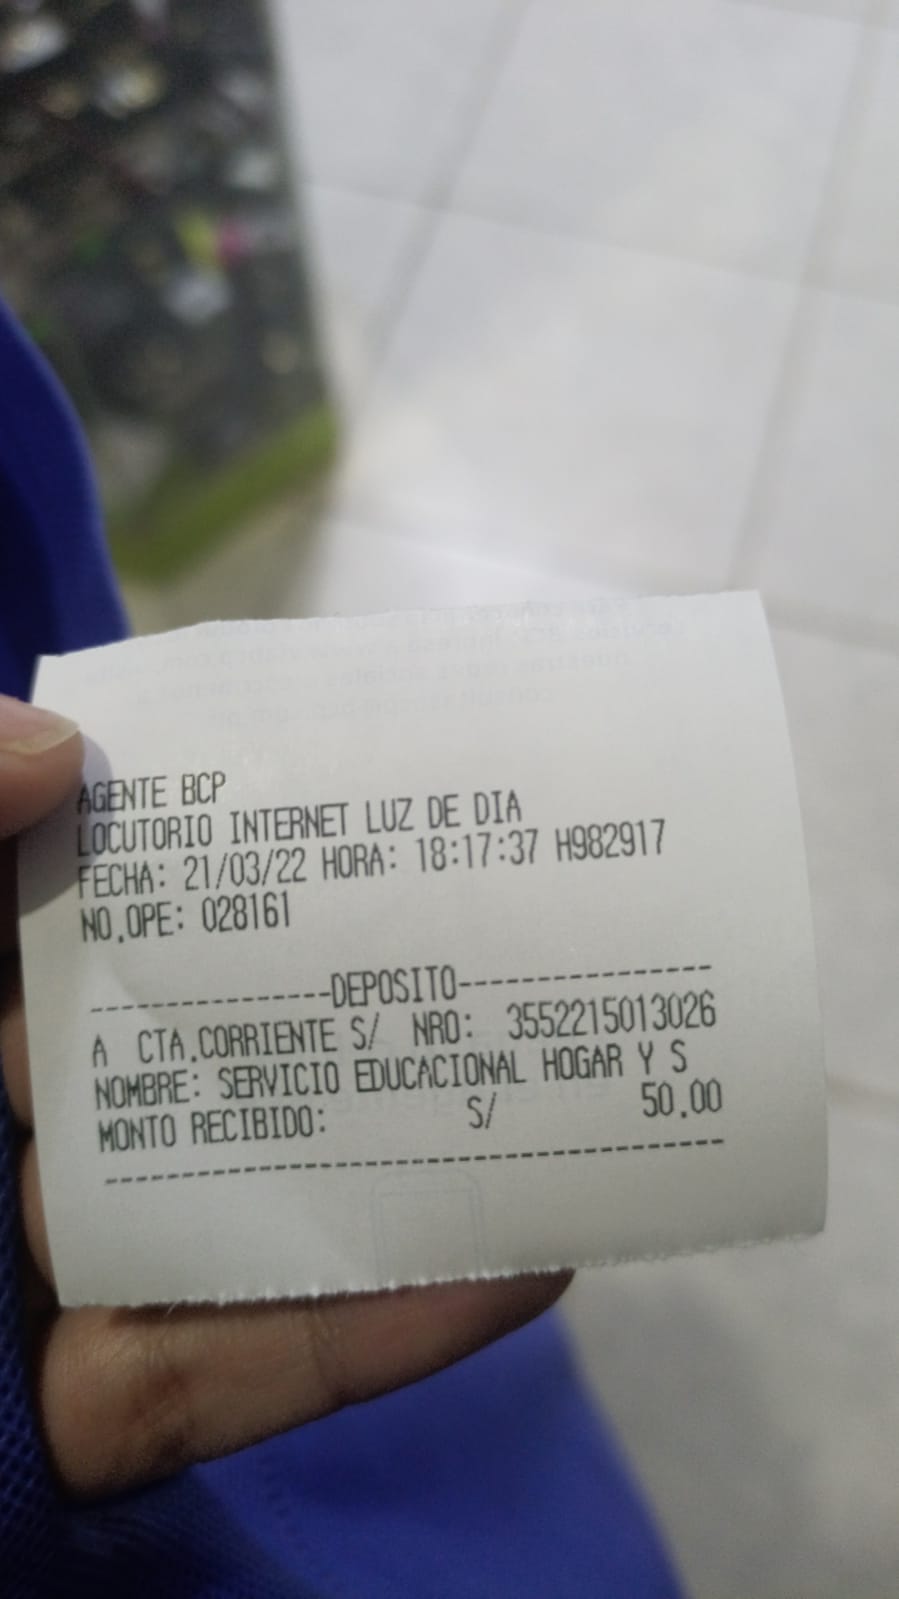 AGENTE BCP
LOCUTORIO INTERNET LUZ DE DIA
FECHA: 21/03/22 HORA: 18:17:37 H982917
NO.OPE: 028161
---------------DEPOSITO----------------
A CTA.CORRIENTE S/ NRO: 3552215013026
NOMBRE: SERVICIO EDUCACIONAL HOGAR Y S
MONTO RECIBIDO: S/ 50.00
---------------------------------------